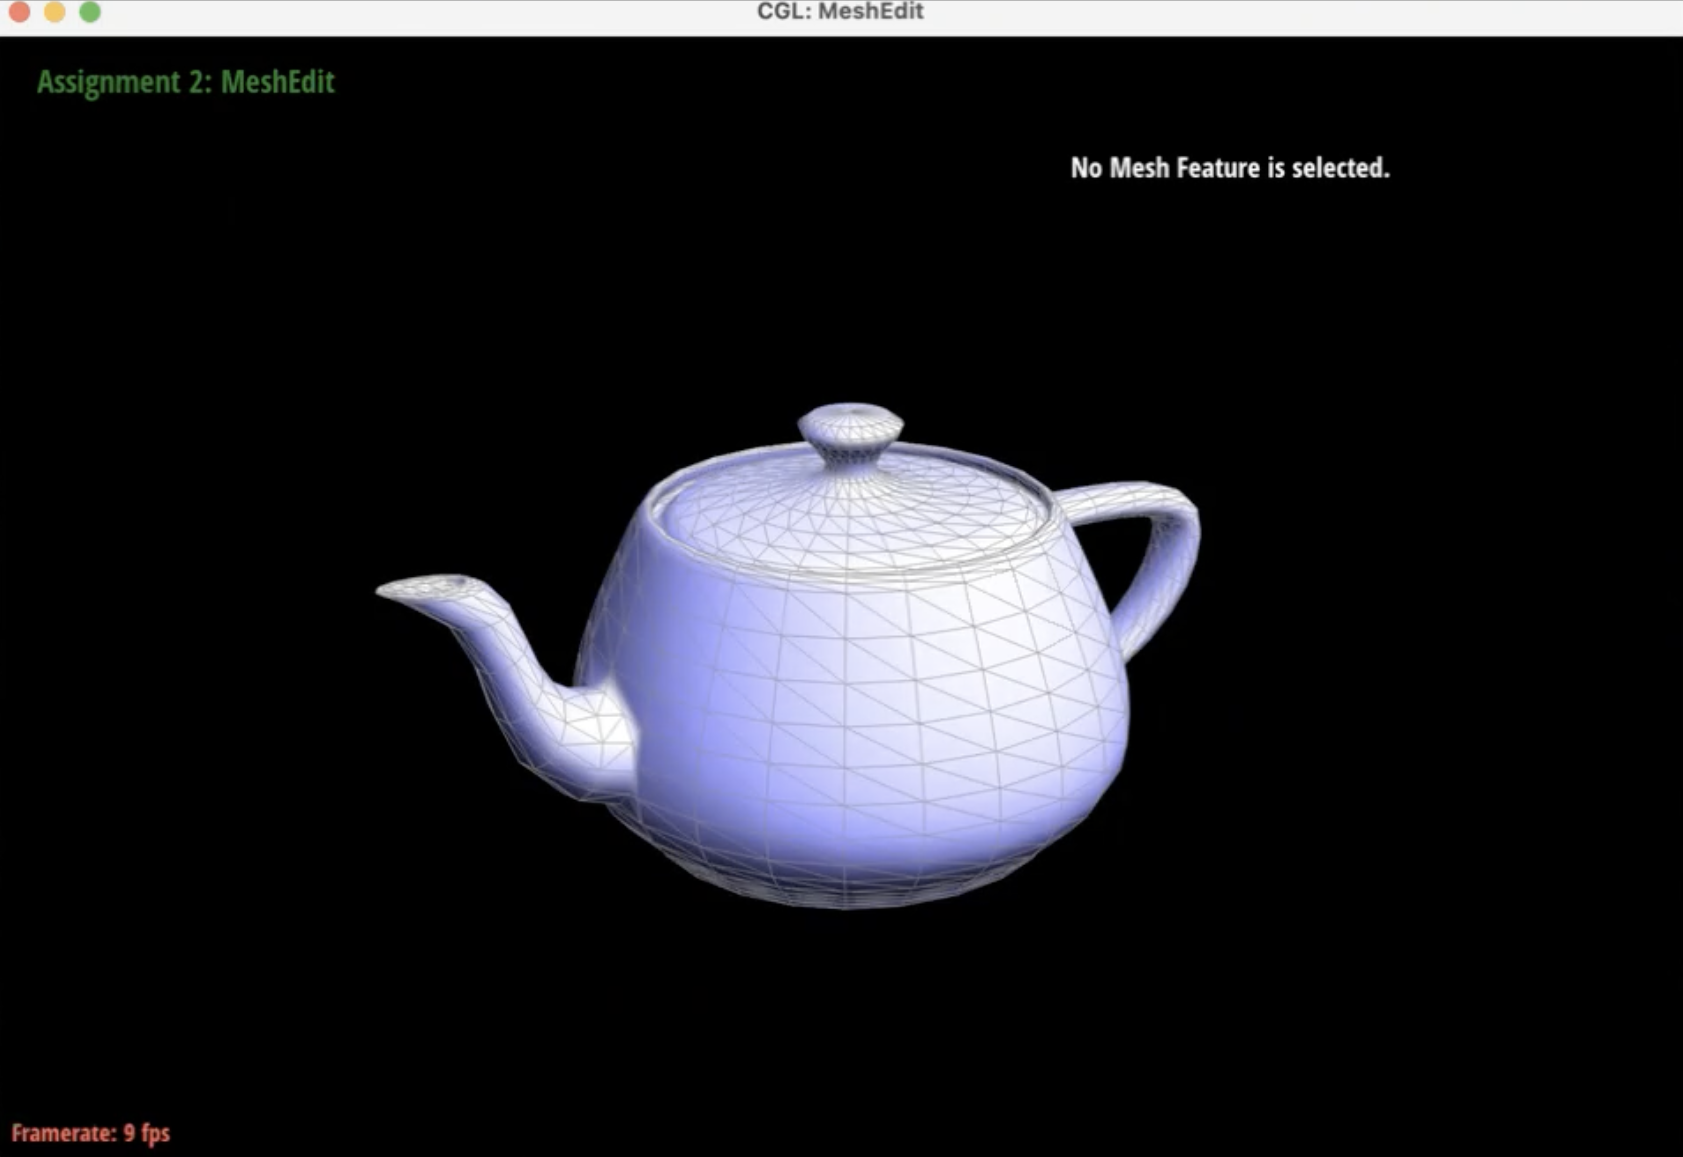 CGL: MeshEdit
Assignment 2: MeshEdit
No Mesh Feature is selected.
Framerate: 9 fps